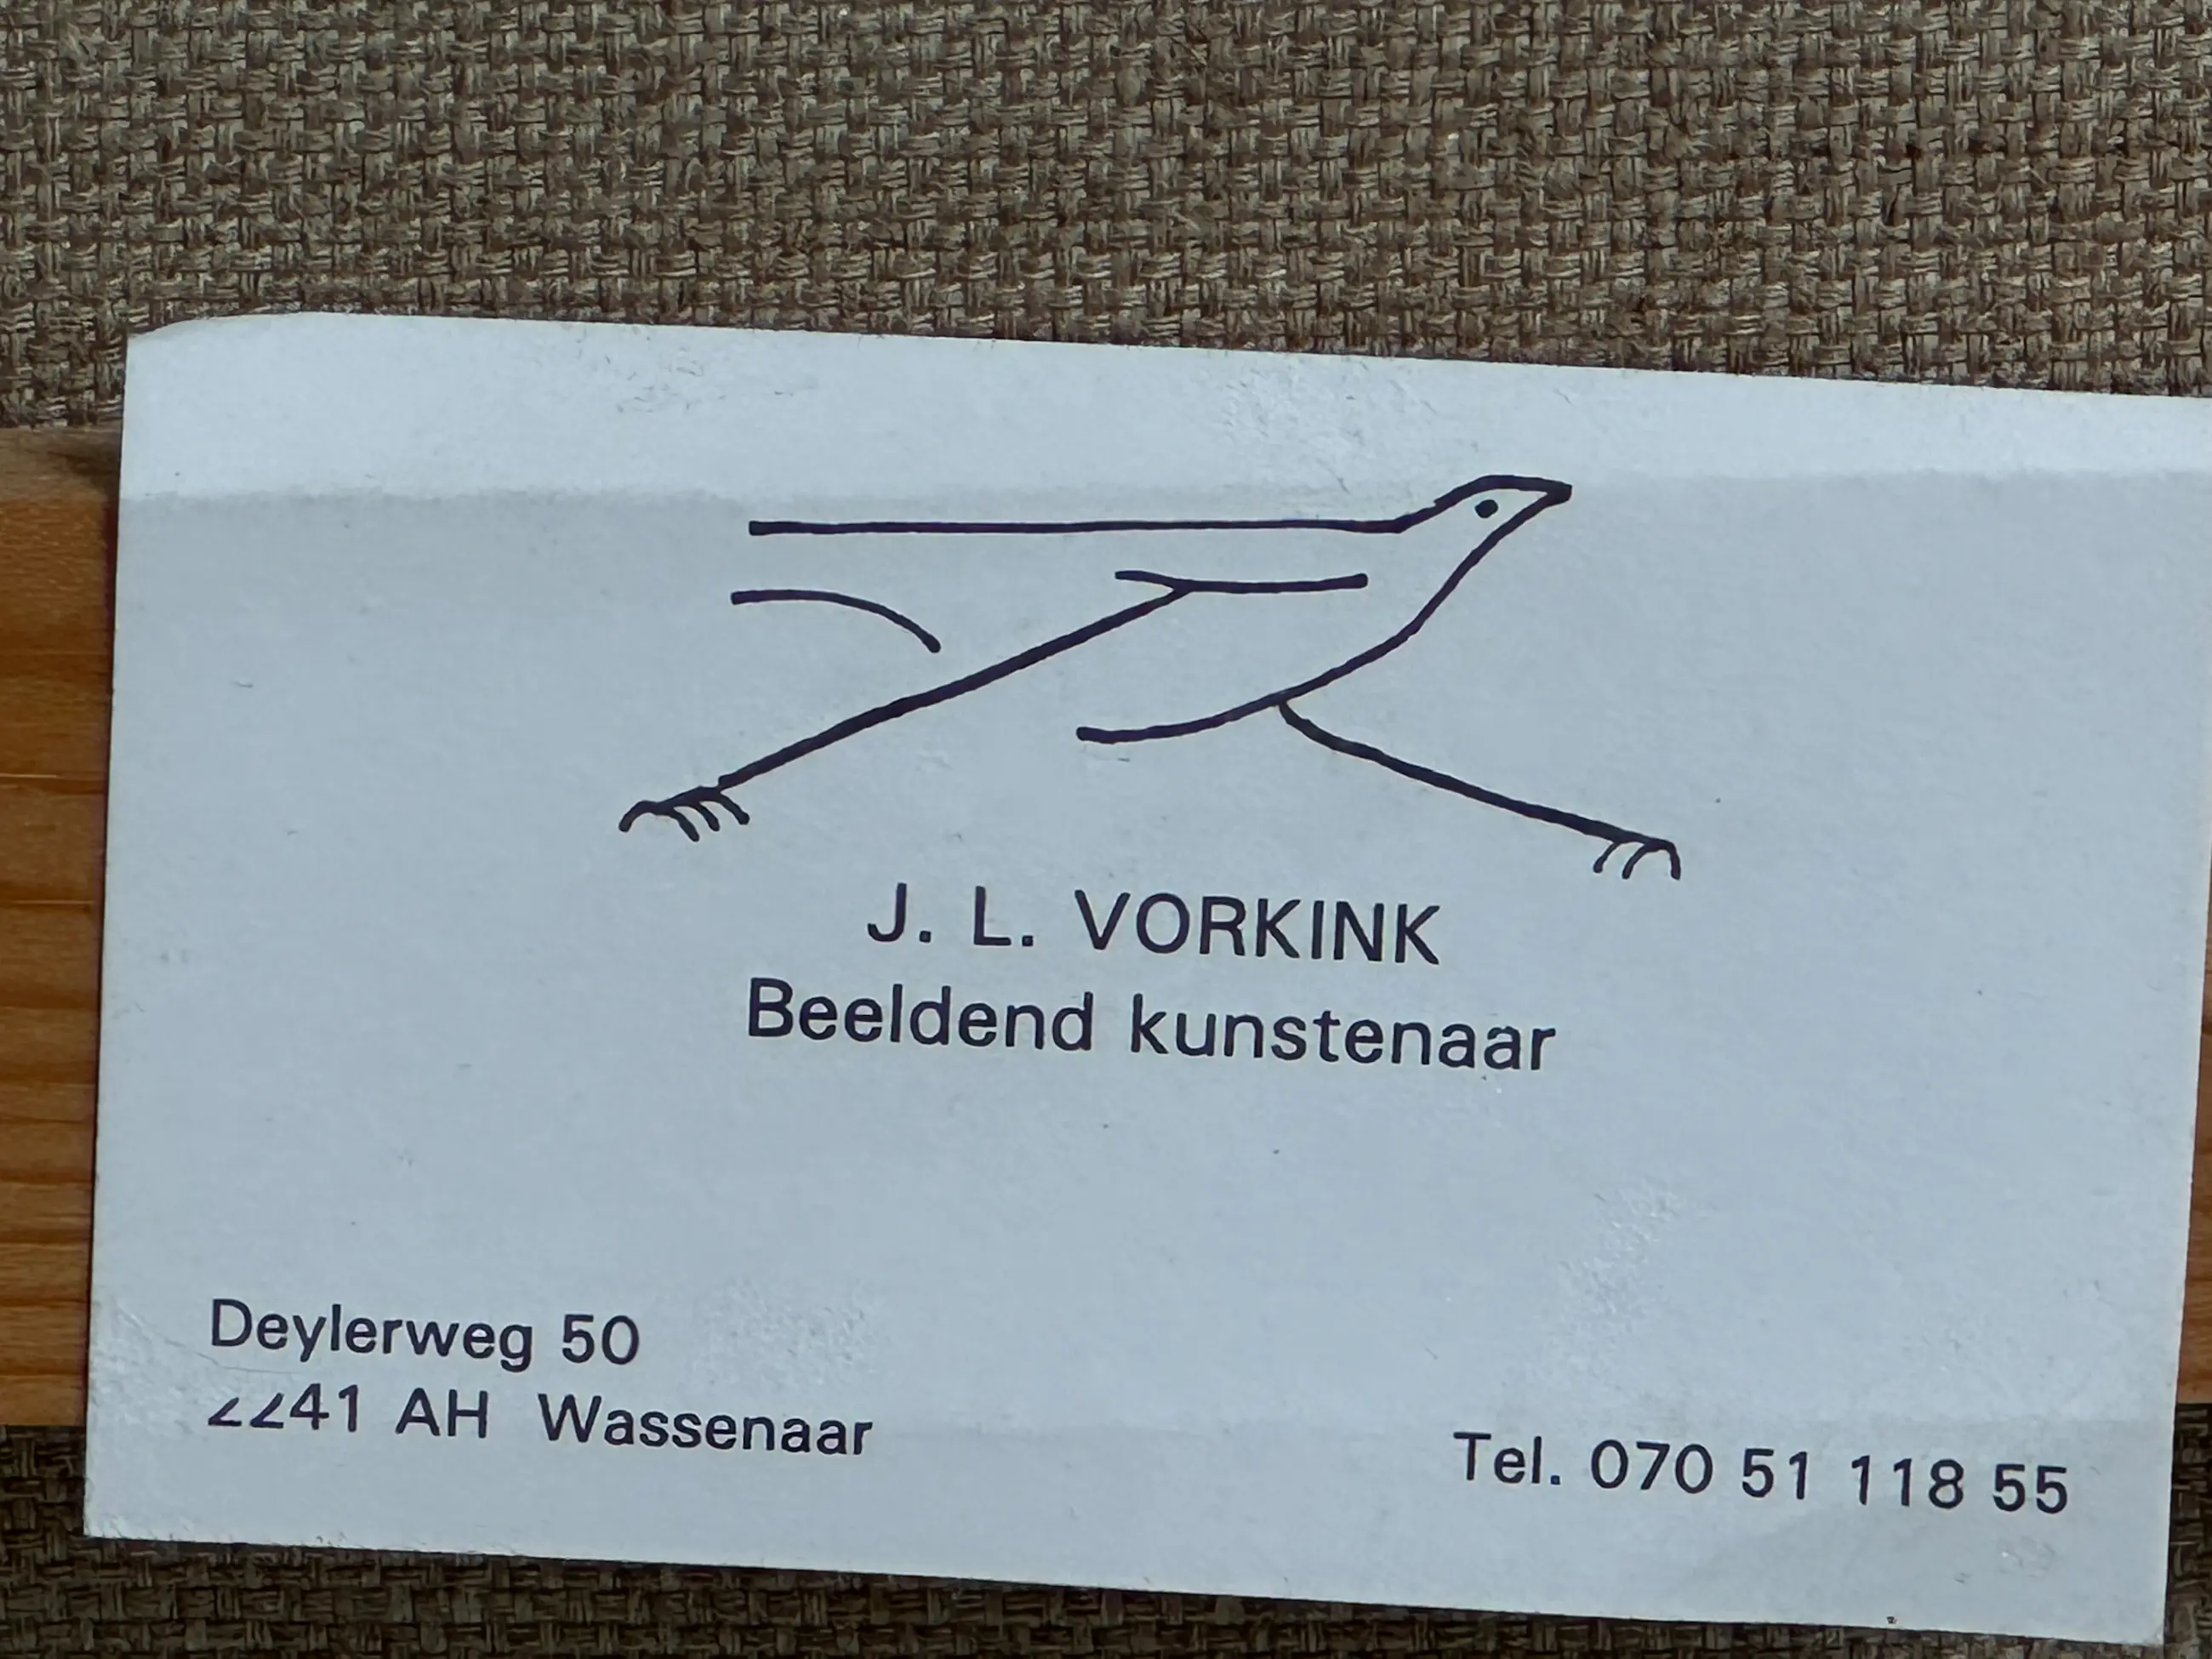 J. L. VORKINK
Beeldend kunstenaar
Deylerweg 50
2241 AH Wassenaar
Tel. 070 51 118 55